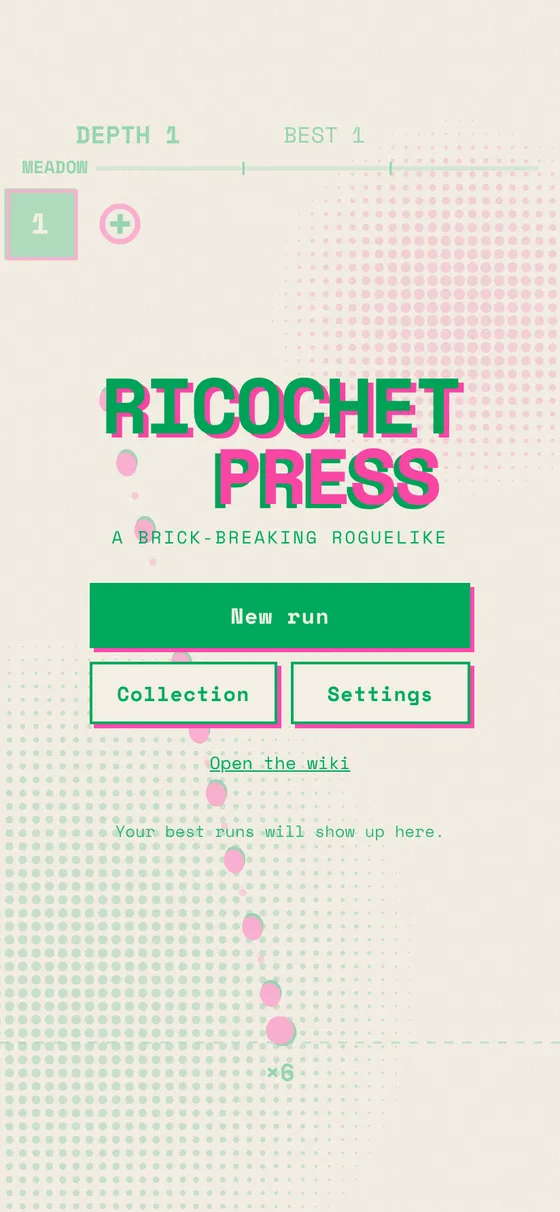 DEPTH 1 BEST 1
MEADOW
1
RICOCHET
PRESS
A BRICK-BREAKING ROGUELIKE
New run
Collection Settings
Open the wiki
Your best runs will show up here.
×6